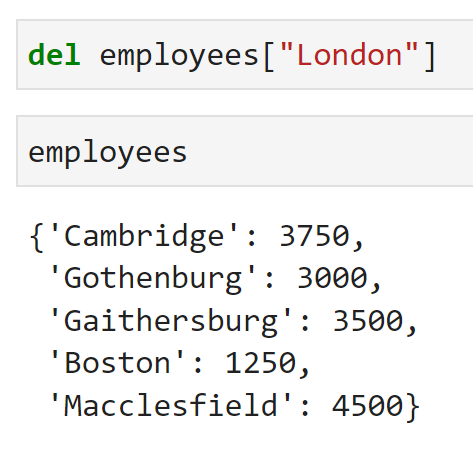 del employees["London"]
employees
{'Cambridge': 3750,
 'Gothenburg': 3000,
 'Gaithersburg': 3500,
 'Boston': 1250,
 'Macclesfield': 4500}